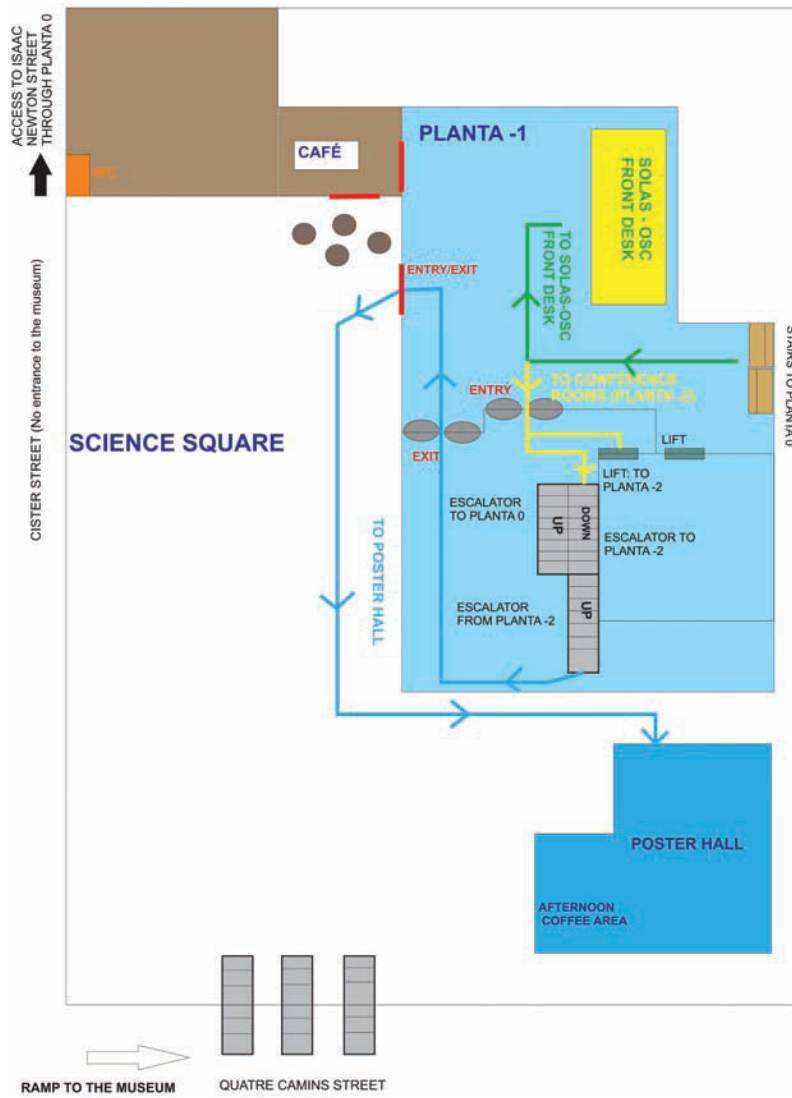 ACCESS TO ISAAC
NEWTON STREET
THROUGH PLANTA 0
CAFÉ
PLANTA -1
WC
SOLAS - OSC
FRONT DESK
TO SOLAS-OSC
FRONT DESK
ENTRY/EXIT
CISTER STREET (No entrance to the museum)
STAIRS TO PLANTA 0
TO CONFERENCE
ROOMS (PLANTA -2)
ENTRY
SCIENCE SQUARE
EXIT
LIFT
LIFT: TO
PLANTA -2
ESCALATOR
TO PLANTA 0
UP
DOWN
ESCALATOR TO
PLANTA -2
TO POSTER HALL
ESCALATOR
FROM PLANTA -2
UP
POSTER HALL
AFTERNOON
COFFEE AREA
RAMP TO THE MUSEUM
QUATRE CAMINS STREET